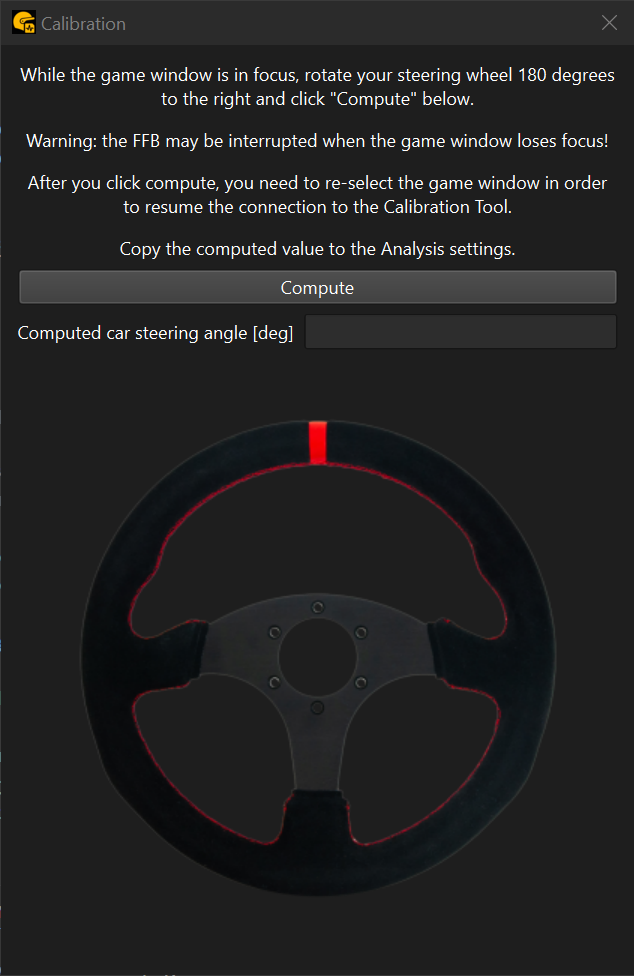 Calibration
While the game window is in focus, rotate your steering wheel 180 degrees
to the right and click "Compute" below.
Warning: the FFB may be interrupted when the game window loses focus!
After you click compute, you need to re-select the game window in order
to resume the connection to the Calibration Tool.
Copy the computed value to the Analysis settings.
Compute
Computed car steering angle [deg]